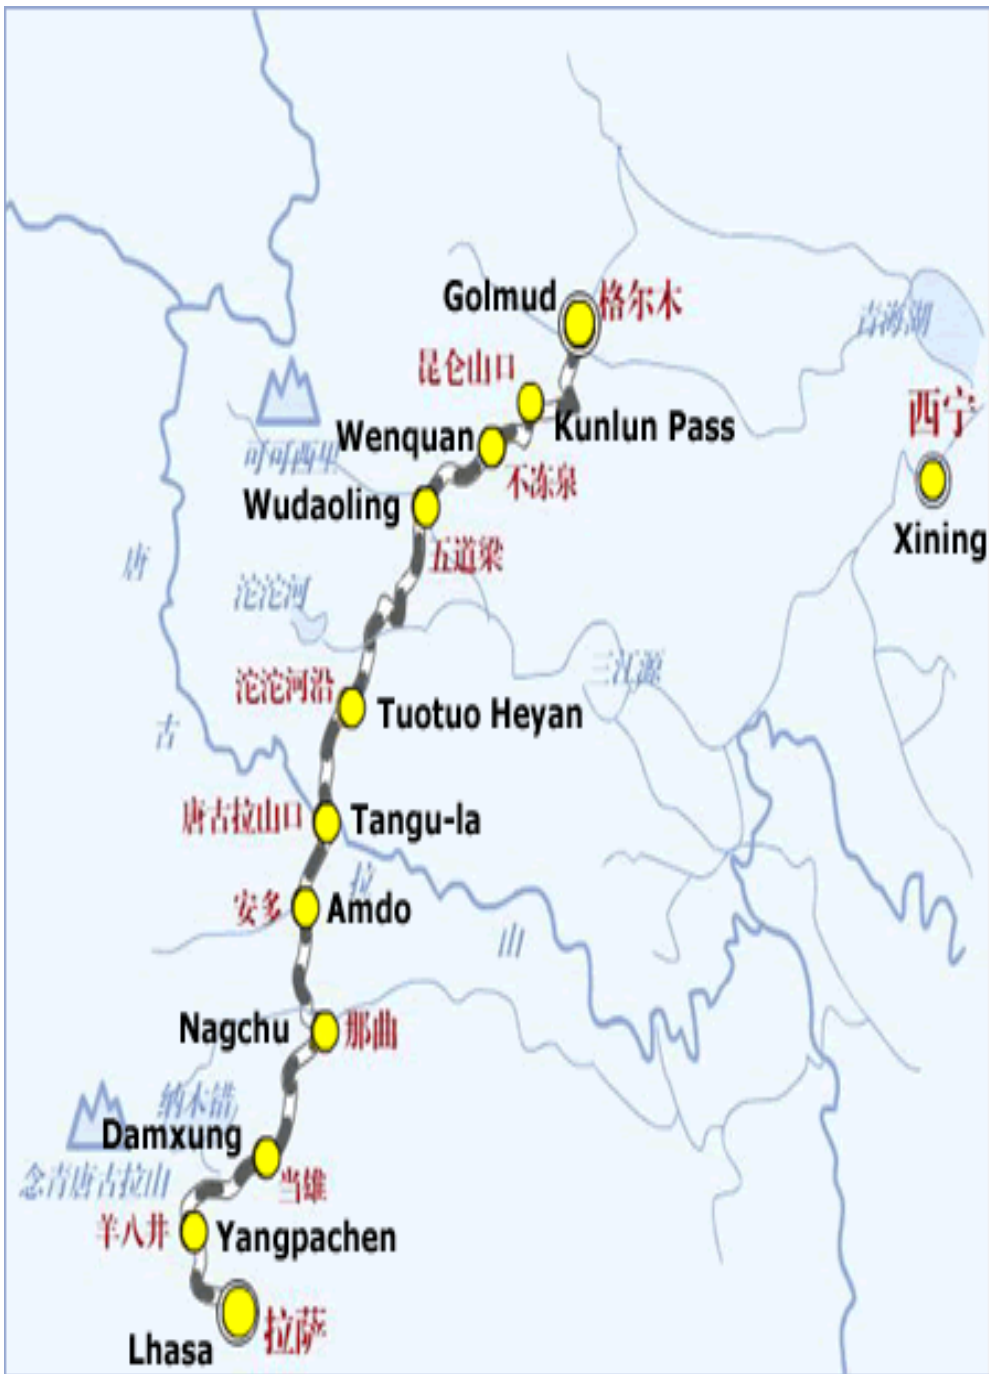 Golmud
格尔木
青海湖
昆仑山口
Kunlun Pass
西宁
Wenquan
可可西里
不冻泉
Wudaoling
Xining
五道梁
唐
沱沱河
三江源
沱沱河沿
Tuotuo Heyan
古
唐古拉山口
Tangu-la
拉
安多
Amdo
山
Nagchu
那曲
纳木错
Damxung
念青唐古拉山
当雄
羊八井
Yangpachen
拉萨
Lhasa